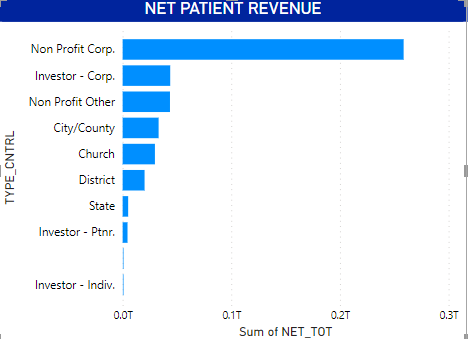 NET PATIENT REVENUE
Non Profit Corp.
Investor - Corp.
Non Profit Other
City/County
Church
District
State
Investor - Ptnr.
Investor - Indiv.
TYPE_CNTRL
0.0T 0.1T 0.2T 0.3T
Sum of NET_TOT